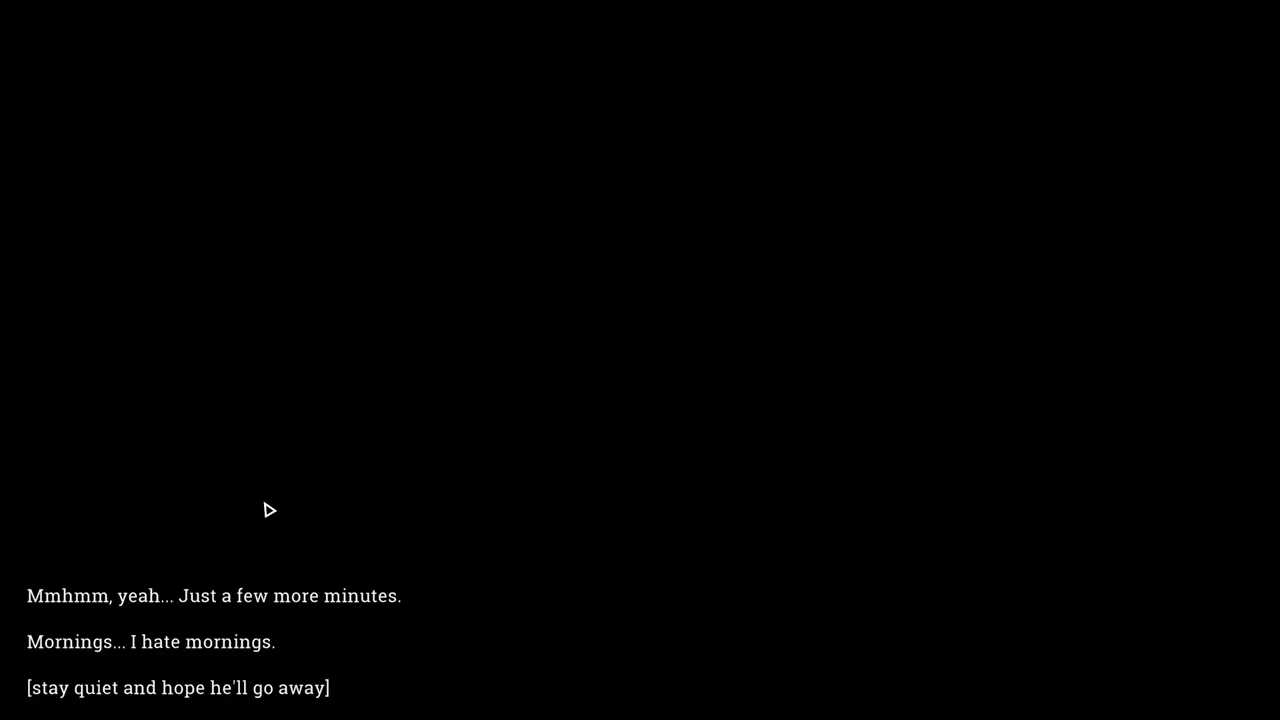 Mmhmm, yeah... Just a few more minutes.
Mornings... I hate mornings.
[stay quiet and hope he'll go away]